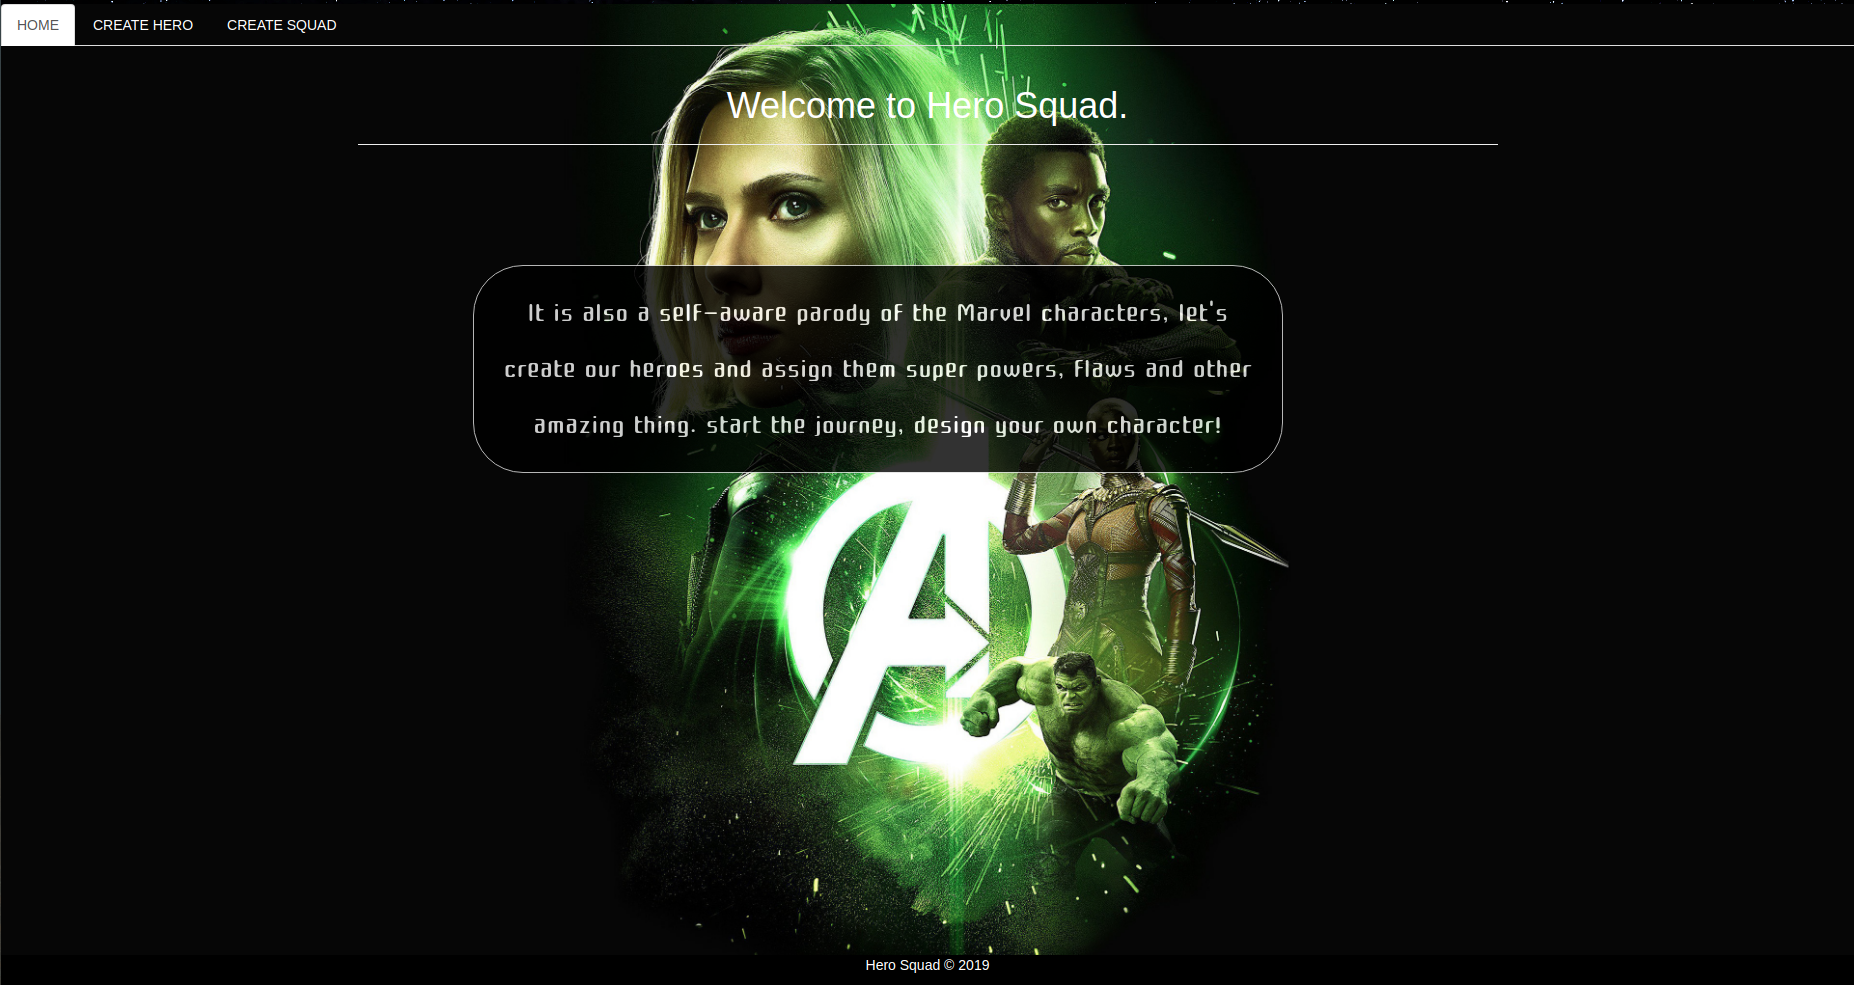 HOME CREATE HERO CREATE SQUAD
Welcome to Hero Squad.
It is also a self-aware parody of the Marvel characters, let's
create our heroes and assign them super powers, flaws and other
amazing thing. start the journey, design your own character!
Hero Squad © 2019